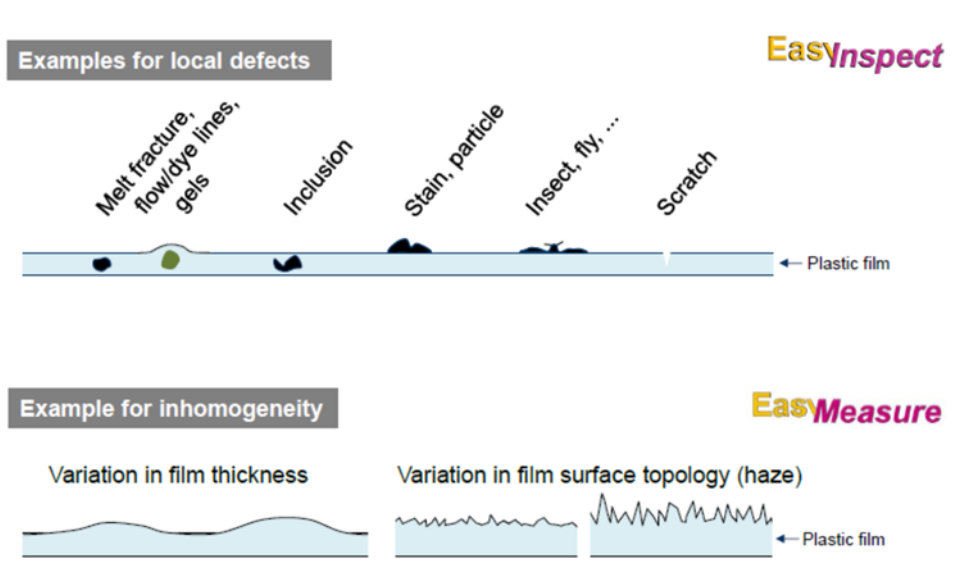 Examples for local defects
EasyInspect
Melt fracture,
flow/dye lines,
gels
Inclusion
Stain, particle
Insect, fly, ...
Scratch
Plastic film
Example for inhomogeneity
EasyMeasure
Variation in film thickness
Variation in film surface topology (haze)
Plastic film